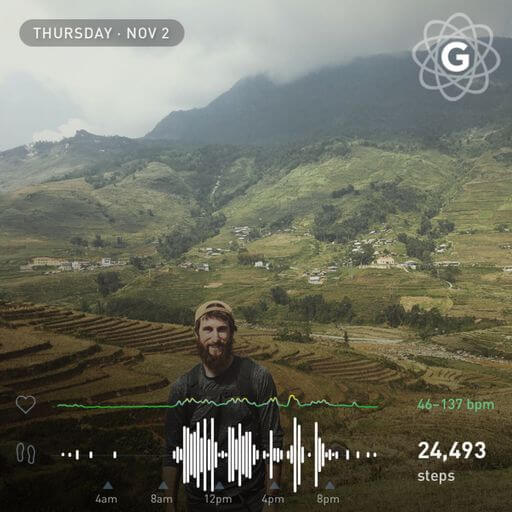 THURSDAY · NOV 2
G
46–137 bpm
24,493
steps
4am 8am 12pm 4pm 8pm